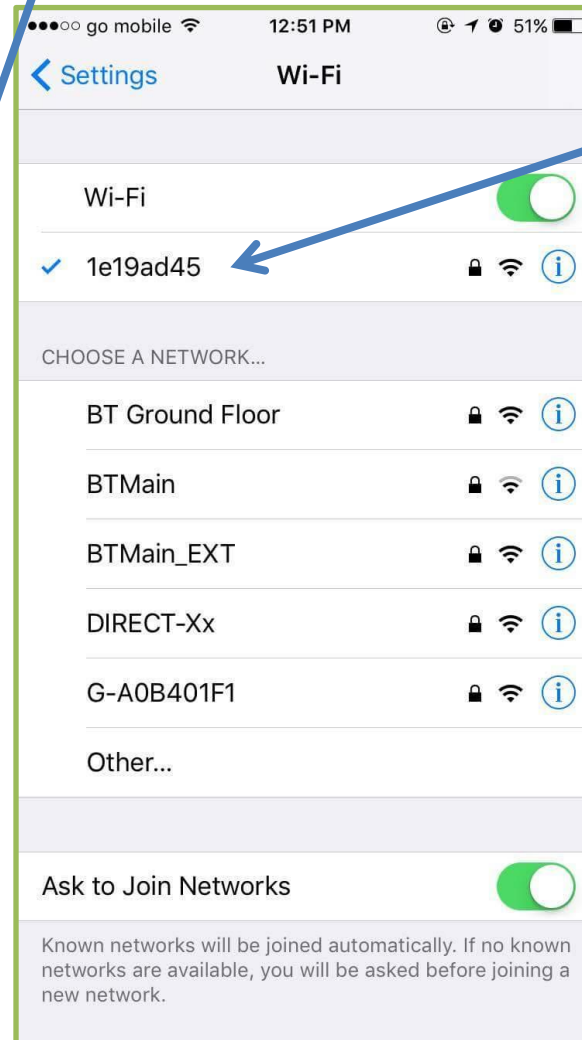 go mobile 12:51 PM 51%
Settings Wi-Fi
Wi-Fi
1e19ad45
CHOOSE A NETWORK...
BT Ground Floor
BTMain
BTMain_EXT
DIRECT-Xx
G-A0B401F1
Other...
Ask to Join Networks
Known networks will be joined automatically. If no known
networks are available, you will be asked before joining a
new network.